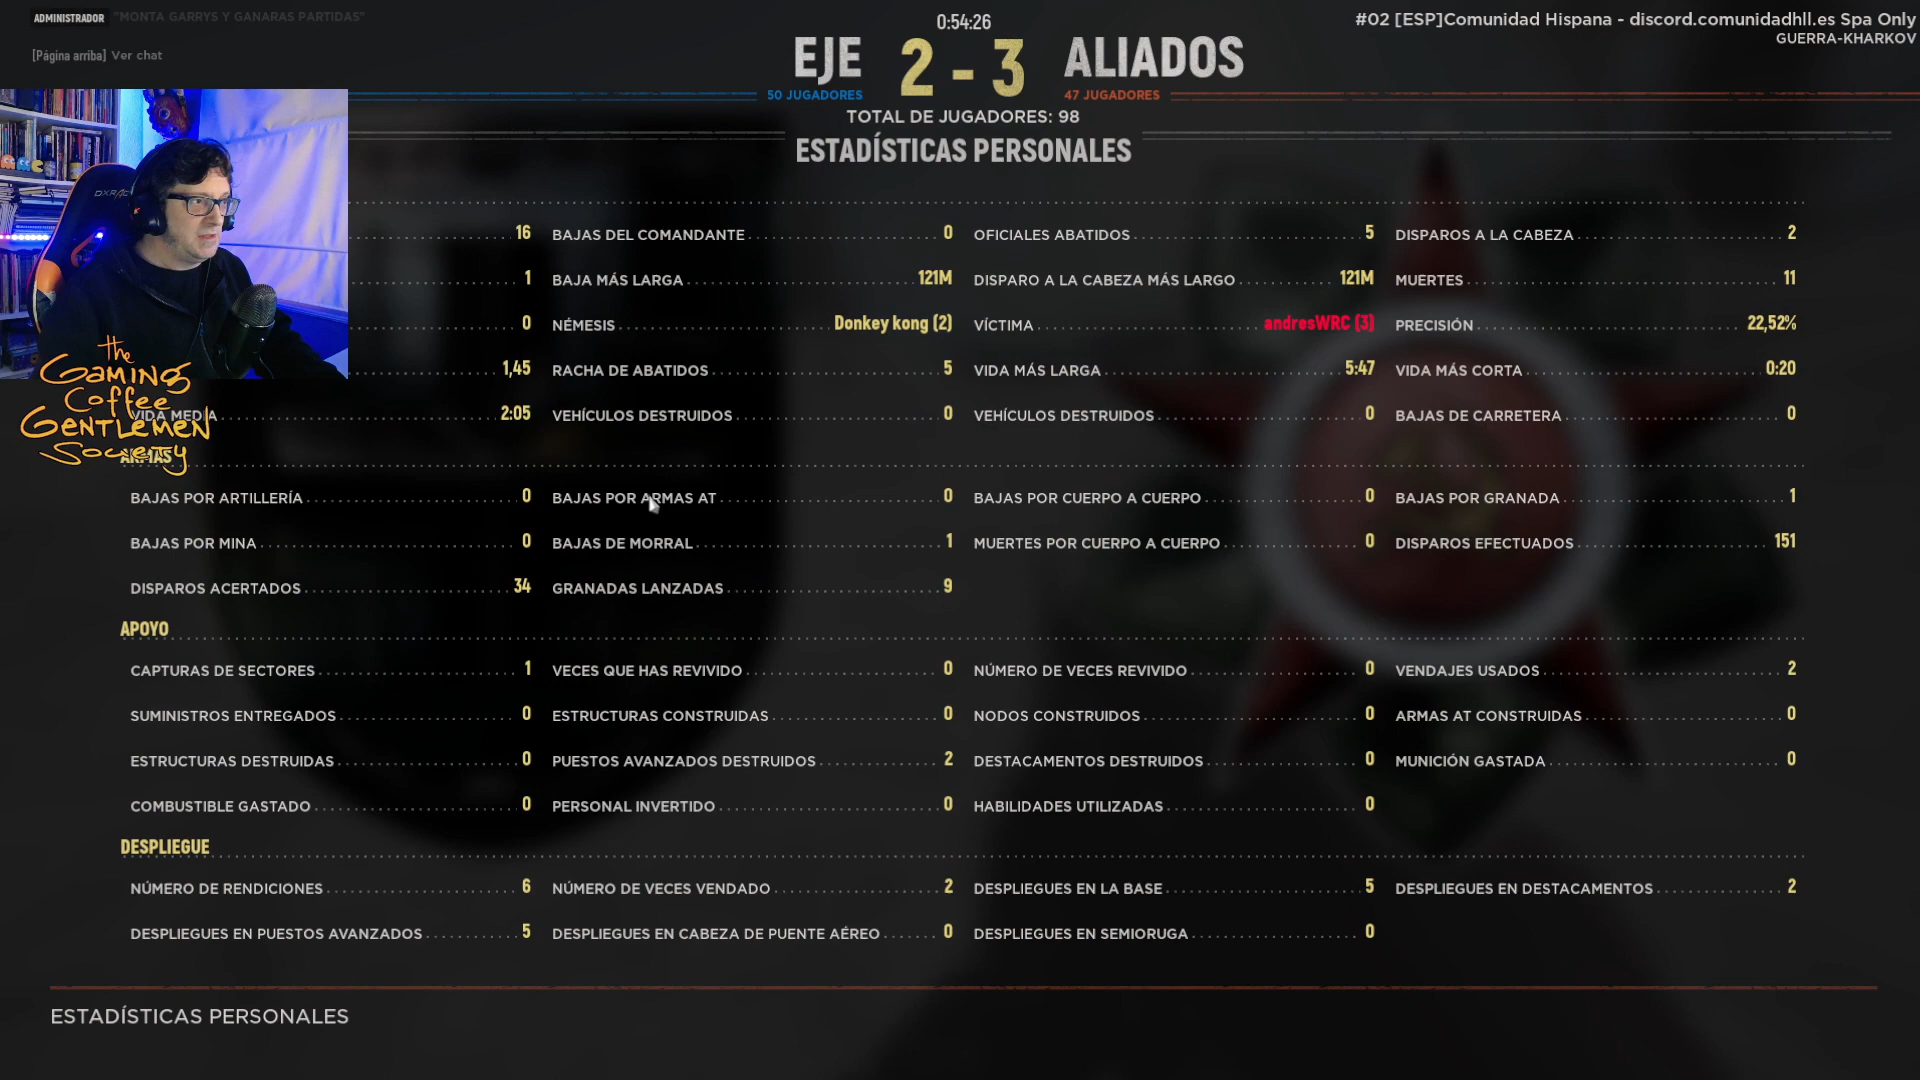 ADMINISTRADOR "MONTA GARRYS Y GANARAS PARTIDAS"
[Página arriba] Ver chat
0:54:26
EJE 2 - 3 ALIADOS
50 JUGADORES 47 JUGADORES
TOTAL DE JUGADORES: 98
#02 [ESP]Comunidad Hispana - discord.comunidadhll.es Spa Only
GUERRA-KHARKOV
ESTADÍSTICAS PERSONALES
DXRAC
16 BAJAS DEL COMANDANTE 0 OFICIALES ABATIDOS 5 DISPAROS A LA CABEZA 2
1 BAJA MÁS LARGA 121M DISPARO A LA CABEZA MÁS LARGO 121M MUERTES 11
0 NÉMESIS Donkey kong (2) VÍCTIMA andresWRC (3) PRECISIÓN 22,52%
1,45 RACHA DE ABATIDOS 5 VIDA MÁS LARGA 5:47 VIDA MÁS CORTA 0:20
The
GAMING
Coffee
GENTLEMEN
Society
VIDA MEDIA 2:05 VEHÍCULOS DESTRUIDOS 0 VEHÍCULOS DESTRUIDOS 0 BAJAS DE CARRETERA 0
ARMAS
BAJAS POR ARTILLERÍA 0 BAJAS POR ARMAS AT 0 BAJAS POR CUERPO A CUERPO 0 BAJAS POR GRANADA 1
BAJAS POR MINA 0 BAJAS DE MORRAL 1 MUERTES POR CUERPO A CUERPO 0 DISPAROS EFECTUADOS 151
DISPAROS ACERTADOS 34 GRANADAS LANZADAS 9
APOYO
CAPTURAS DE SECTORES 1 VECES QUE HAS REVIVIDO 0 NÚMERO DE VECES REVIVIDO 0 VENDAJES USADOS 2
SUMINISTROS ENTREGADOS 0 ESTRUCTURAS CONSTRUIDAS 0 NODOS CONSTRUIDOS 0 ARMAS AT CONSTRUIDAS 0
ESTRUCTURAS DESTRUIDAS 0 PUESTOS AVANZADOS DESTRUIDOS 2 DESTACAMENTOS DESTRUIDOS 0 MUNICIÓN GASTADA 0
COMBUSTIBLE GASTADO 0 PERSONAL INVERTIDO 0 HABILIDADES UTILIZADAS 0
DESPLIEGUE
NÚMERO DE RENDICIONES 6 NÚMERO DE VECES VENDADO 2 DESPLIEGUES EN LA BASE 5 DESPLIEGUES EN DESTACAMENTOS 2
DESPLIEGUES EN PUESTOS AVANZADOS 5 DESPLIEGUES EN CABEZA DE PUENTE AÉREO 0 DESPLIEGUES EN SEMIORUGA 0
ESTADÍSTICAS PERSONALES